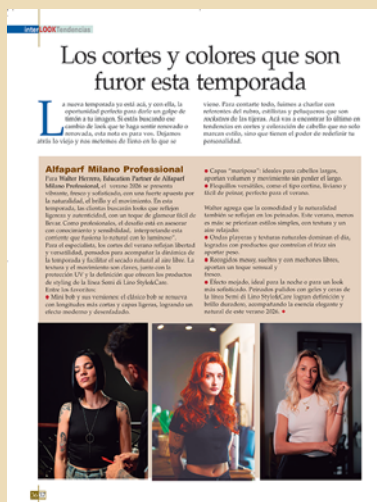 interLOOKTendencias
Los cortes y colores que son
furor esta temporada
La nueva temporada ya está acá, y con ella, la
oportunidad perfecta para darle un golpe de
timón a tu imagen. Si estás buscando ese
cambio de look que te haga sentir renovado o
renovada, esta nota es para vos. Dejamos
atrás lo viejo y nos metemos de lleno en lo que se
viene. Para contarte todo, fuimos a charlar con
referentes del rubro, estilistas y peluqueros que son
rockstars de las tijeras. Acá vas a encontrar lo último en
tendencias en cortes y coloración de cabello que no solo
marcan estilo, sino que tienen el poder de redefinir tu
personalidad.
Alfaparf Milano Professional
Para Walter Herrera, Education Partner de Alfaparf
Milano Professional, el verano 2026 se presenta
vibrante, fresco y sofisticado, con una fuerte apuesta por
la naturalidad, el brillo y el movimiento. En esta
temporada, las clientas buscarán looks que reflejen
ligereza y autenticidad, con un toque de glamour fácil de
llevar. Como profesionales, el desafío está en asesorar
con conocimiento y sensibilidad, interpretando esta
corriente que fusiona lo natural con lo luminoso".
Para el especialista, los cortes del verano reflejan libertad
y versatilidad, pensados para acompañar la dinámica de
la temporada y facilitar el secado natural al aire libre. La
textura y el movimiento son claves, junto con la
protección UV y la definición que ofrecen los productos
de styling de la línea Semi di Lino Style&Care.
Entre los favoritos:
● Mini bob y sus versiones: el clásico bob se renueva
con longitudes más cortas y capas ligeras, logrando un
efecto moderno y desenfadado.
● Capas "mariposa": ideales para cabellos largos,
aportan volumen y movimiento sin perder el largo.
● Flequillos versátiles, como el tipo cortina, liviano y
fácil de peinar, perfecto para el verano.
Walter agrega que la comodidad y la naturalidad
también se reflejan en los peinados. Este verano, menos
es más: se priorizan estilos simples, con textura y un
aire relajado:
● Ondas playeras y texturas naturales dominan el día,
logradas con productos que controlan el frizz sin
aportar peso.
● Recogidos messy, sueltos y con mechones libres,
aportan un toque sensual y
fresco.
● Efecto mojado, ideal para la noche o para un look
más sofisticado. Peinados pulidos con geles y ceras de
la línea Semi di Lino Style&Care logran definición y
brillo duradero, acompañando la esencia elegante y
natural de este verano 2026. ●